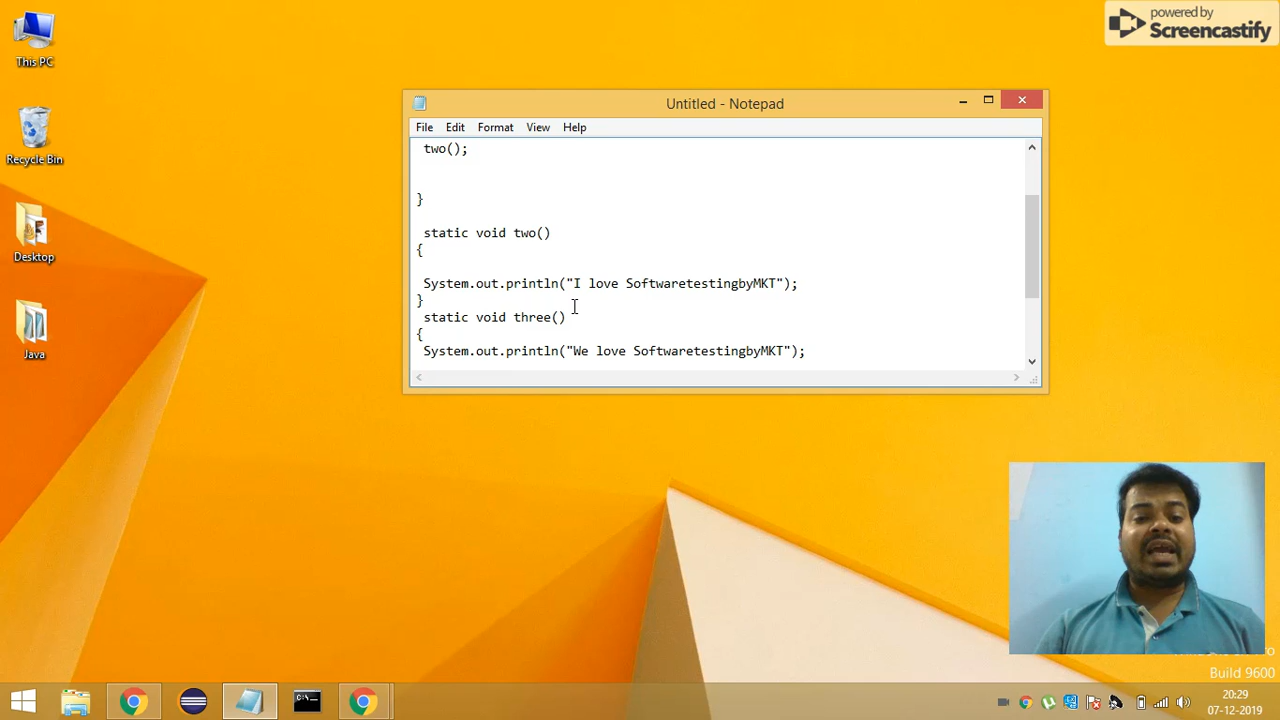 powered by
Screencastify
This PC
Recycle Bin
Desktop
Java
Untitled - Notepad
File Edit Format View Help
two();
}
static void two()
{
System.out.println("I love SoftwaretestingbyMKT");
}
static void three()
{
System.out.println("We love SoftwaretestingbyMKT");
Build 9600
20:29
07-12-2019